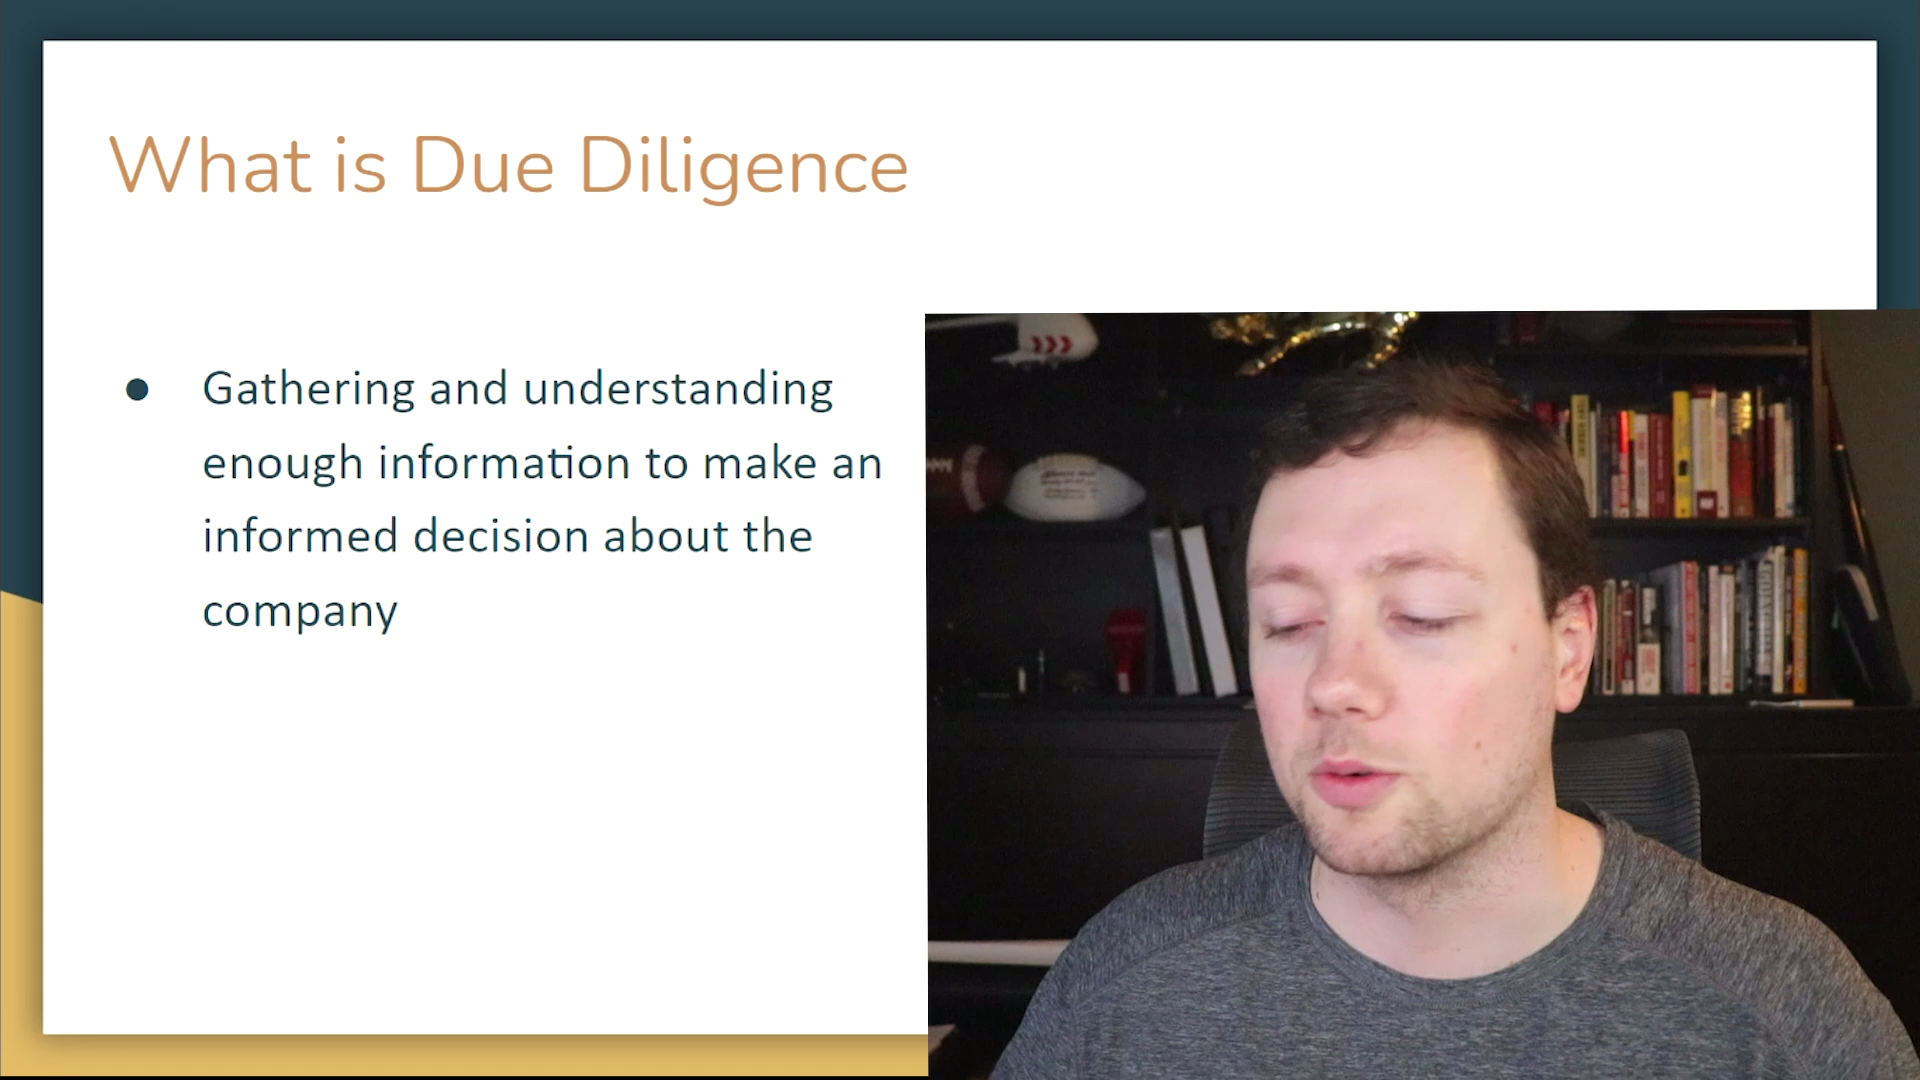 What is Due Diligence
● Gathering and understanding
enough information to make an
informed decision about the
company